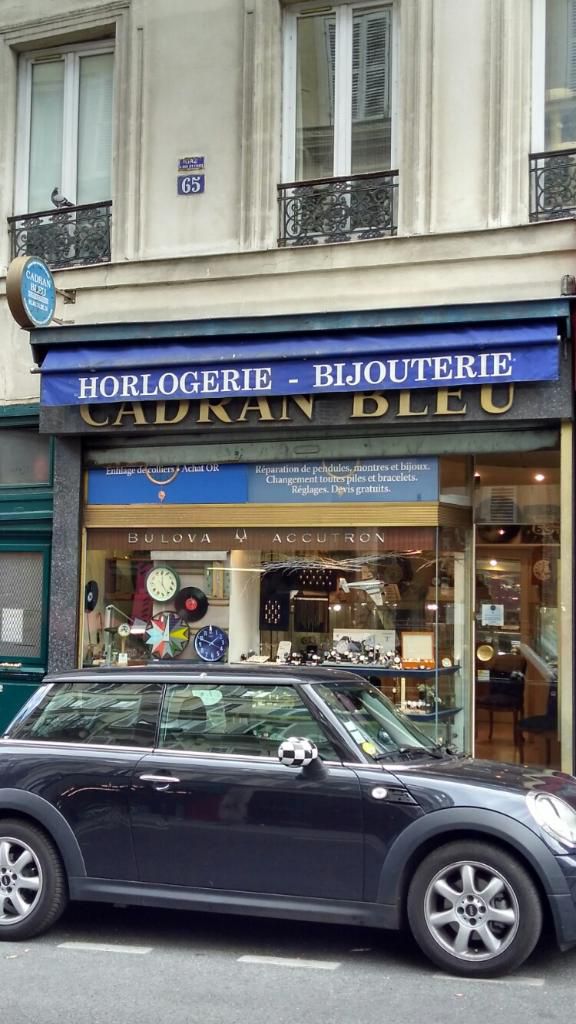 65
CADRAN
BLEU
HORLOGERIE - BIJOUTERIE
CADRAN BLEU
Enfilage de colliers • Achat OR
Réparation de pendules, montres et bijoux.
Changement toutes piles et bracelets.
Réglages. Devis gratuits.
BULOVA ACCUTRON